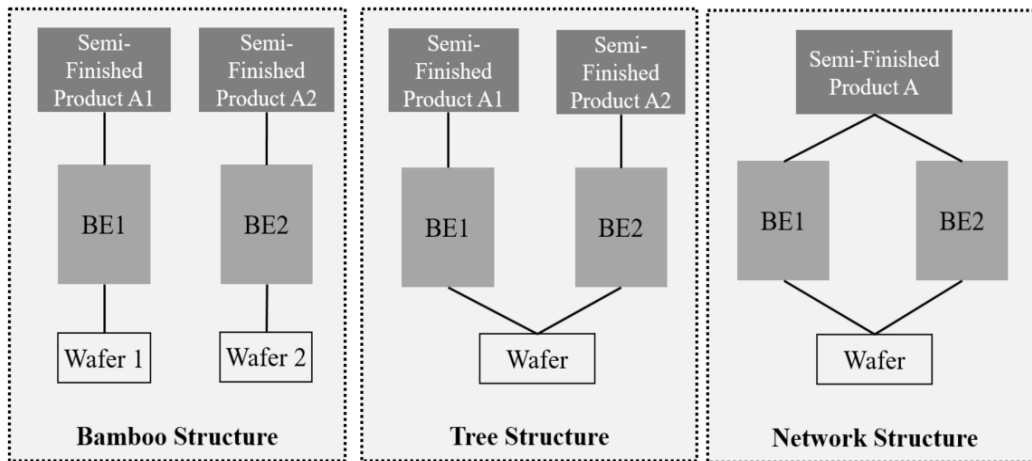 Semi-
Finished
Product A1
Semi-
Finished
Product A2
BE1
BE2
Wafer 1
Wafer 2
Bamboo Structure
Semi-
Finished
Product A1
Semi-
Finished
Product A2
BE1
BE2
Wafer
Tree Structure
Semi-Finished
Product A
BE1
BE2
Wafer
Network Structure